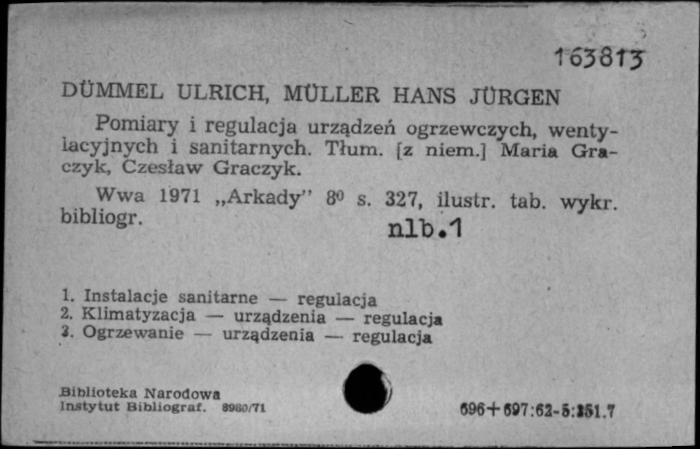 163813
DÜMMEL ULRICH, MÜLLER HANS JÜRGEN
Pomiary i regulacja urządzeń ogrzewczych, wenty-
lacyjnych i sanitarnych. Tłum. [z niem.] Maria Gra-
czyk, Czesław Graczyk.
Wwa 1971 „Arkady” 8⁰ s. 327, ilustr. tab. wykr.
bibliogr.
nlb.1
1. Instalacje sanitarne — regulacja
2. Klimatyzacja — urządzenia — regulacja
3. Ogrzewanie — urządzenia — regulacja
Biblioteka Narodowa
Instytut Bibliograf. 8980/71
696+697:62-5:351.7